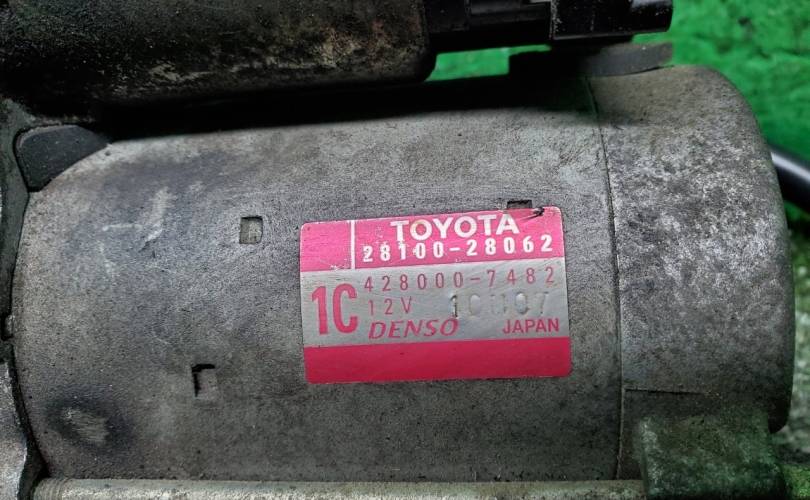 TOYOTA
28100-28062
428000-7482
1C
12V
DENSO JAPAN